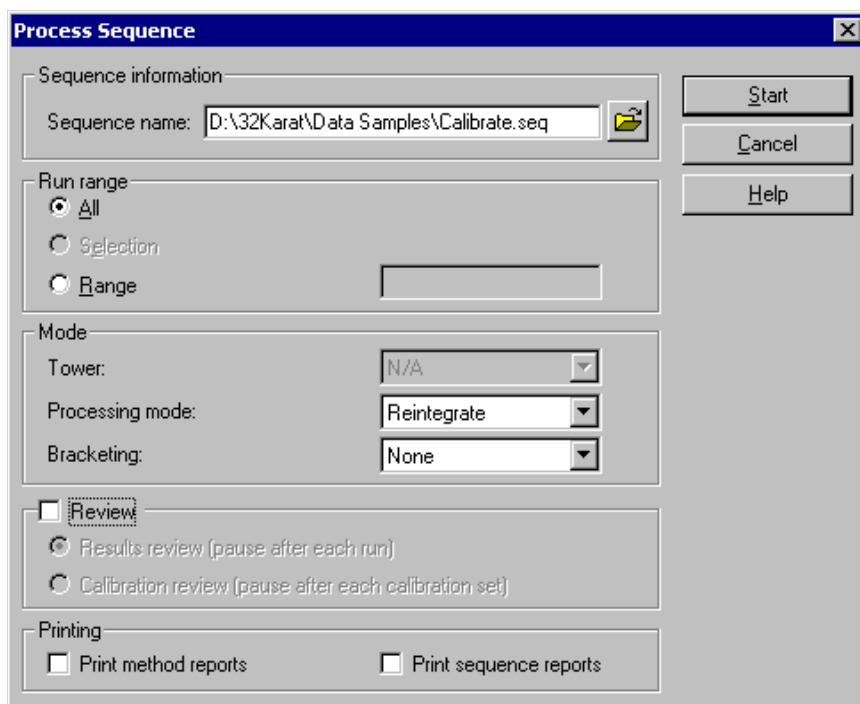 Process Sequence
Sequence information
Sequence name: D:\32Karat\Data Samples\Calibrate.seq
Start
Cancel
Help
Run range
All
Selection
Range
Mode
Tower: N/A
Processing mode: Reintegrate
Bracketing: None
Review
Results review (pause after each run)
Calibration review (pause after each calibration set)
Printing
Print method reports Print sequence reports